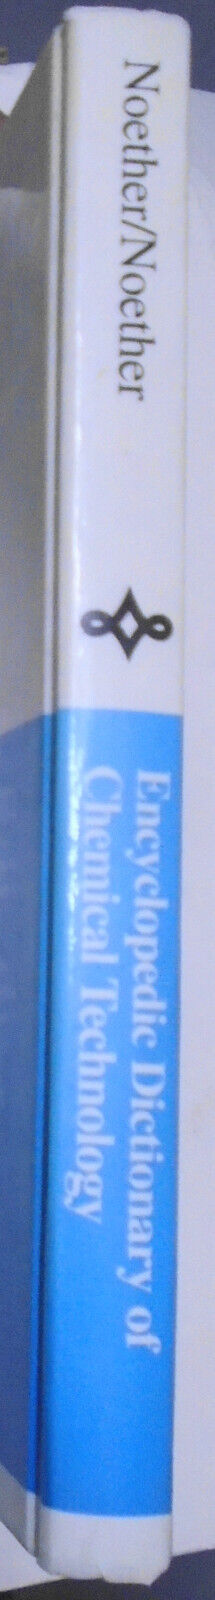 Noether/Noether
Encyclopedic Dictionary of
Chemical Technology